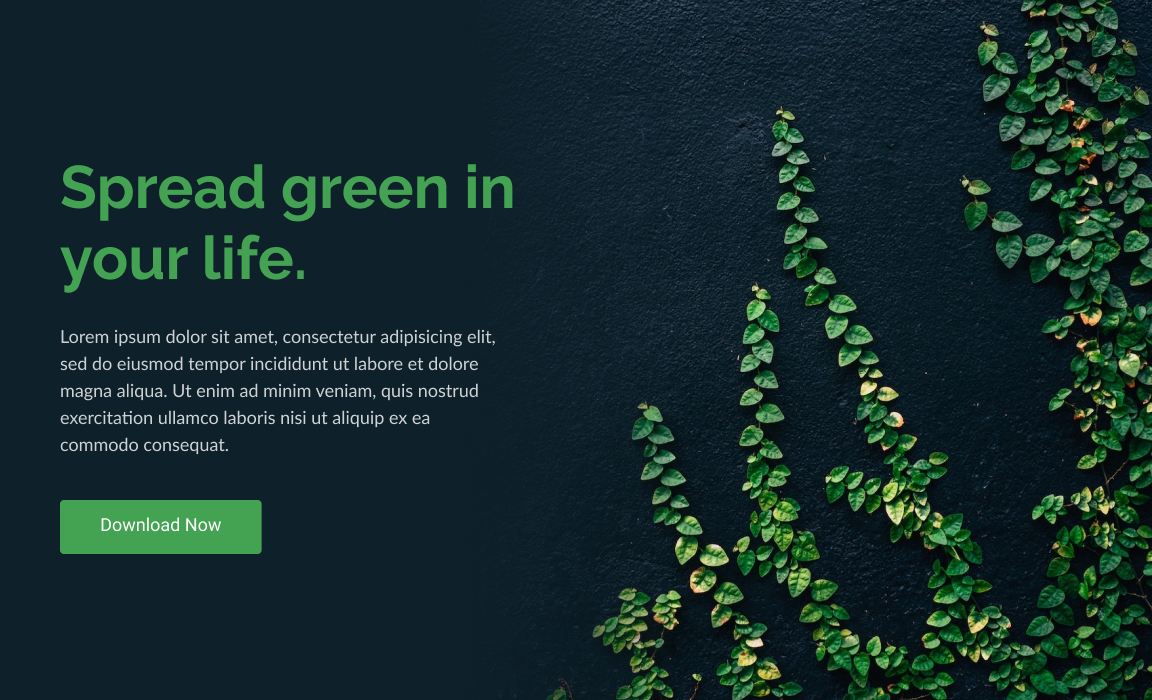 Spread green in
your life.
Lorem ipsum dolor sit amet, consectetur adipisicing elit,
sed do eiusmod tempor incididunt ut labore et dolore
magna aliqua. Ut enim ad minim veniam, quis nostrud
exercitation ullamco laboris nisi ut aliquip ex ea
commodo consequat.
Download Now